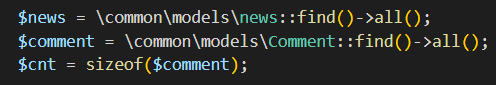 $news = \common\models\news::find()->all();
$comment = \common\models\Comment::find()->all();
$cnt = sizeof($comment);